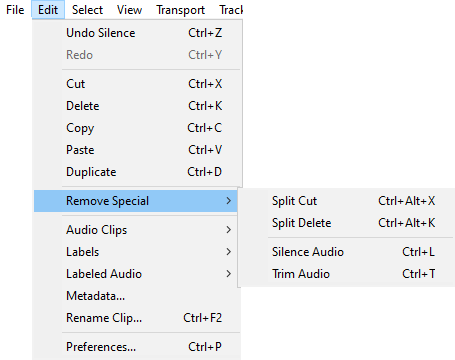 File Edit Select View Transport Track
Undo Silence Ctrl+Z
Redo Ctrl+Y
Cut Ctrl+X
Delete Ctrl+K
Copy Ctrl+C
Paste Ctrl+V
Duplicate Ctrl+D
Remove Special >
Split Cut Ctrl+Alt+X
Split Delete Ctrl+Alt+K
Silence Audio Ctrl+L
Trim Audio Ctrl+T
Audio Clips >
Labels >
Labeled Audio >
Metadata...
Rename Clip... Ctrl+F2
Preferences... Ctrl+P